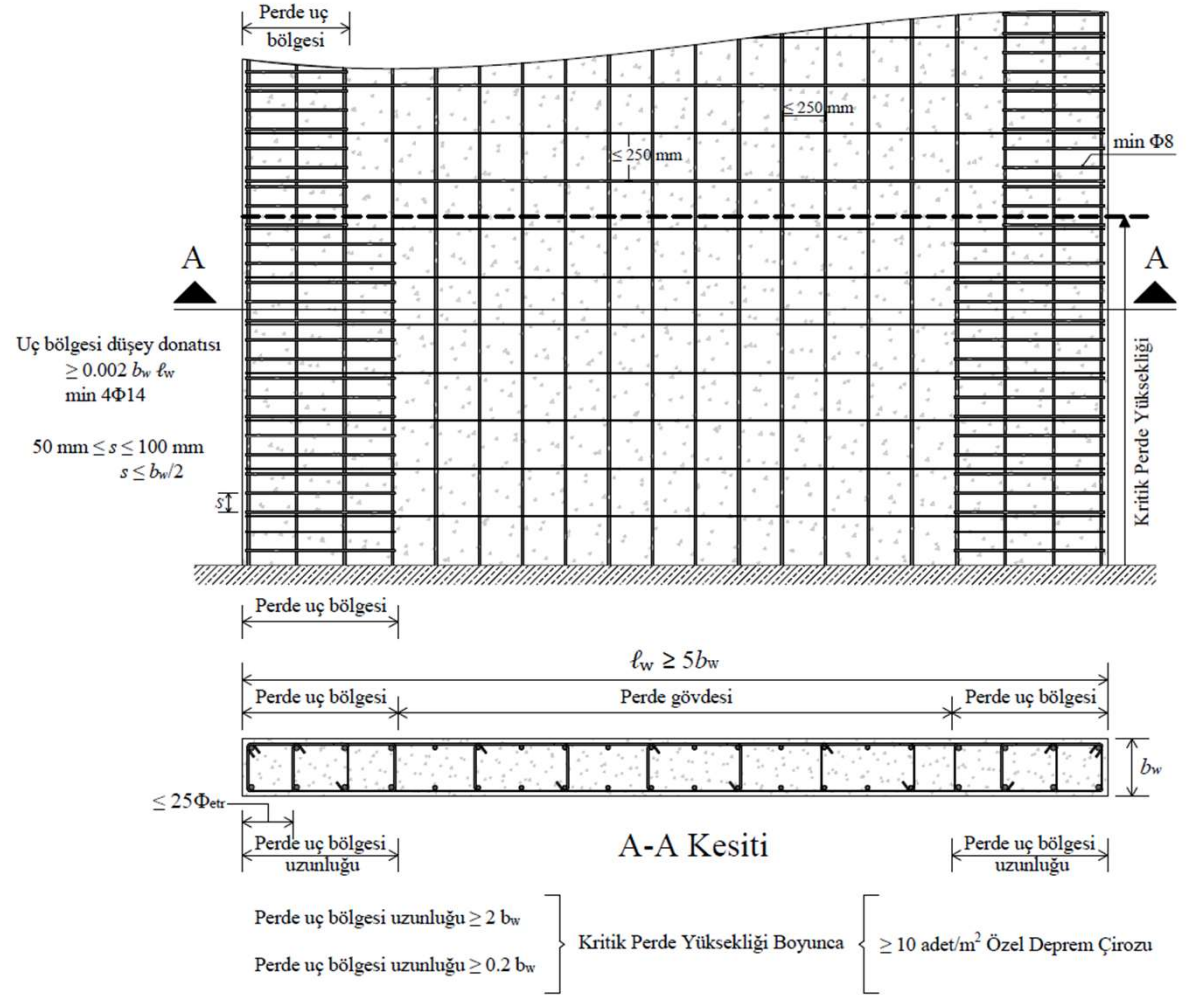 Perde uç
bölgesi
≤ 250 mm
≤ 250 mm
min Φ8
A
A
Uç bölgesi düşey donatısı
≥ 0.002 bw ℓw
min 4Φ14
50 mm ≤ s ≤ 100 mm
s ≤ bw/2
s
Kritik Perde Yüksekliği
Perde uç bölgesi
ℓw ≥ 5bw
Perde uç bölgesi
Perde gövdesi
Perde uç bölgesi
bw
≤ 25Φetr
Perde uç bölgesi
uzunluğu
A-A Kesiti
Perde uç bölgesi
uzunluğu
Perde uç bölgesi uzunluğu ≥ 2 bw
Perde uç bölgesi uzunluğu ≥ 0.2 bw
Kritik Perde Yüksekliği Boyunca
≥ 10 adet/m² Özel Deprem Çirozu